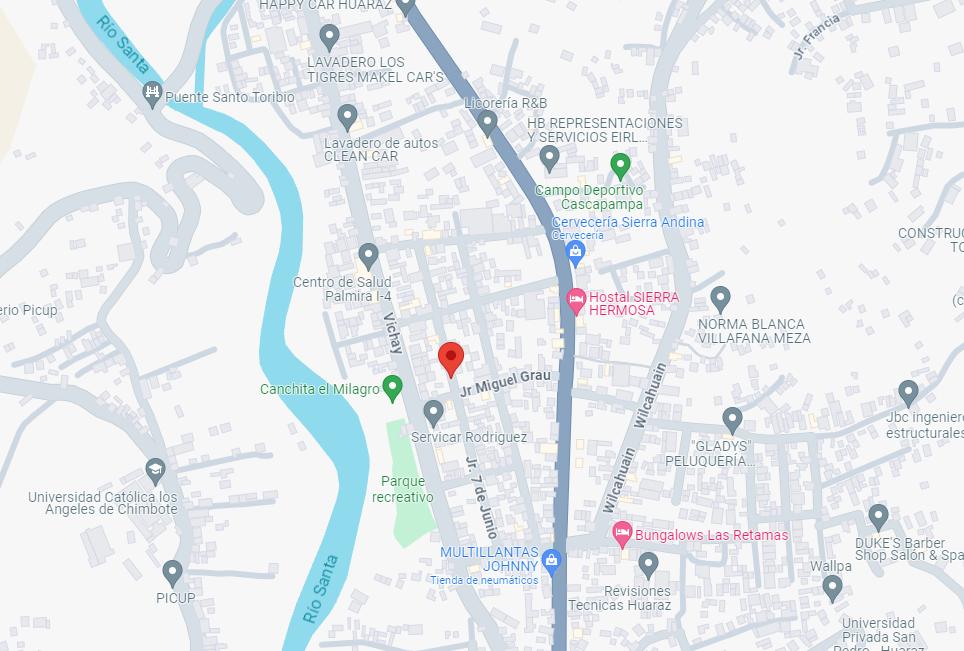 HAPPY CAR HUARAZ
Río Santa
Jr. Francia
LAVADERO LOS
TIGRES MAKEL CAR'S
Puente Santo Toribio
Licorería R&B
HB REPRESENTACIONES
Y SERVICIOS EIRL...
Lavadero de autos
CLEAN CAR
Campo Deportivo
Cascapampa
Cervecería Sierra Andina
Cervecería
CONSTRUC
TO
Centro de Salud
Palmira I-4
Hostal SIERRA
HERMOSA
(c
erio Picup
Vichay
NORMA BLANCA
VILLAFANA MEZA
Jr Miguel Grau
Canchita el Milagro
Wilcahuain
Servicar Rodriguez
Jbc ingenier
estructurales
"GLADYS"
PELUQUERÍA...
Jr. 7 de Junio
Wilcahuain
Parque
recreativo
Universidad Católica los
Angeles de Chimbote
Bungalows Las Retamas
DUKE'S Barber
Shop Salón & Spa
MULTILLANTAS
JOHNNY
Tienda de neumáticos
Wallpa
Río Santa
PICUP
Revisiones
Tecnicas Huaraz
Universidad
Privada San
Pedro - Huaraz